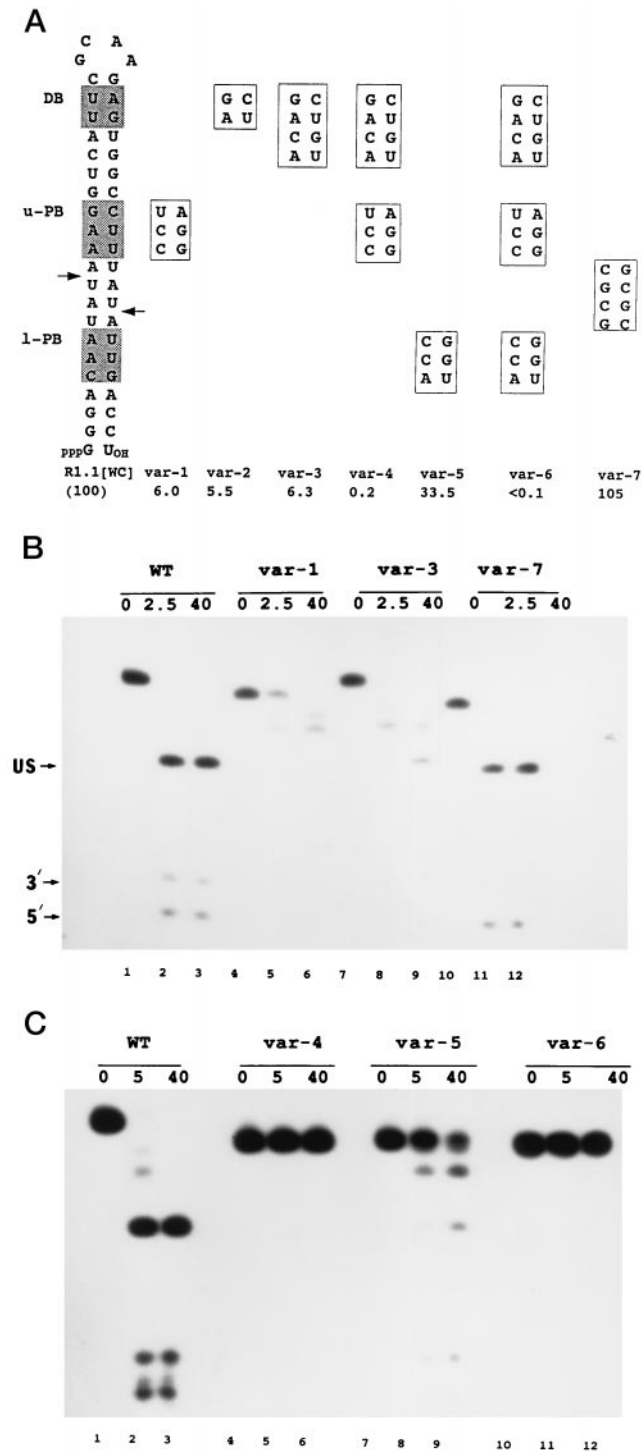 A
C A
G A
C G
DB U A G C G C G C G C
U G A U A U A U A U
A U C G C G C G
C G A U A U A U
U G
G C
u-PB G C U A U A U A
A U C G C G C G
A U C G C G C G
→ A U C G
U A G C
A U ← C G
U A G C
1-PB A U C G C G
A U C G C G
C G A U A U
A A
G C
G C
pppG UOH
R1.1[WC] var-1 var-2 var-3 var-4 var-5 var-6 var-7
(100) 6.0 5.5 6.3 0.2 33.5 <0.1 105
B
WT var-1 var-3 var-7
0 2.5 40 0 2.5 40 0 2.5 40 0 2.5 40
US→
3′→
5′→
1 2 3 4 5 6 7 8 9 10 11 12
C
WT var-4 var-5 var-6
0 5 40 0 5 40 0 5 40 0 5 40
1 2 3 4 5 6 7 8 9 10 11 12